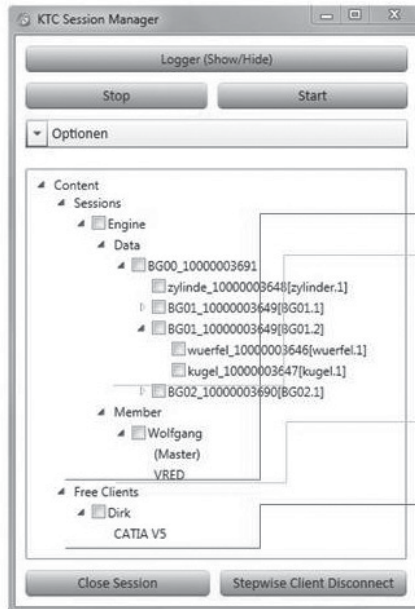 KTC Session Manager
Logger (Show/Hide)
Stop Start
Optionen
Content
Sessions
Engine
Data
BG00_10000003691
zylinde_10000003648[zylinder.1]
BG01_10000003649[BG01.1]
BG01_10000003649[BG01.2]
wuerfel_10000003646[wuerfel.1]
kugel_10000003647[kugel.1]
BG02_10000003690[BG02.1]
Member
Wolfgang
(Master)
VRED
Free Clients
Dirk
CATIA V5
Close Session Stepwise Client Disconnect